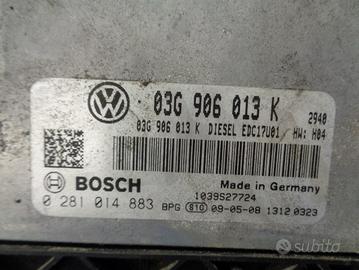 03G 906 013 K 2940
03G 906 013 K DIESEL EDC17U01 HW: H04
BOSCH Made in Germany
1039S27724
0 281 014 883 BPG 81G 09-05-08 1312 0323
subito